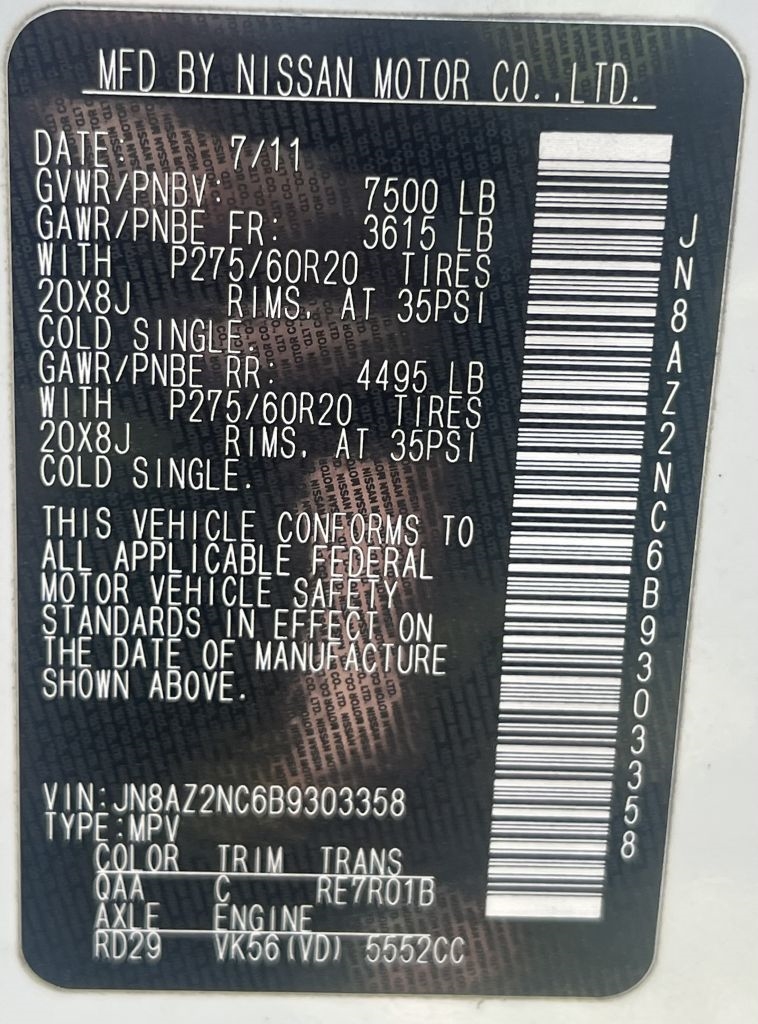 MFD BY NISSAN MOTOR CO.,LTD.
DATE: 7/11
GVWR/PNBV: 7500 LB
GAWR/PNBE FR: 3615 LB
WITH P275/60R20 TIRES
20X8J RIMS, AT 35PSI
COLD SINGLE.
GAWR/PNBE RR: 4495 LB
WITH P275/60R20 TIRES
20X8J RIMS, AT 35PSI
COLD SINGLE.
THIS VEHICLE CONFORMS TO
ALL APPLICABLE FEDERAL
MOTOR VEHICLE SAFETY
STANDARDS IN EFFECT ON
THE DATE OF MANUFACTURE
SHOWN ABOVE.
VIN:JN8AZ2NC6B9303358
TYPE:MPV
COLOR TRIM TRANS
QAA C RE7R01B
AXLE ENGINE
RD29 VK56(VD) 5552CC
JN8AZ2NC6B9303358